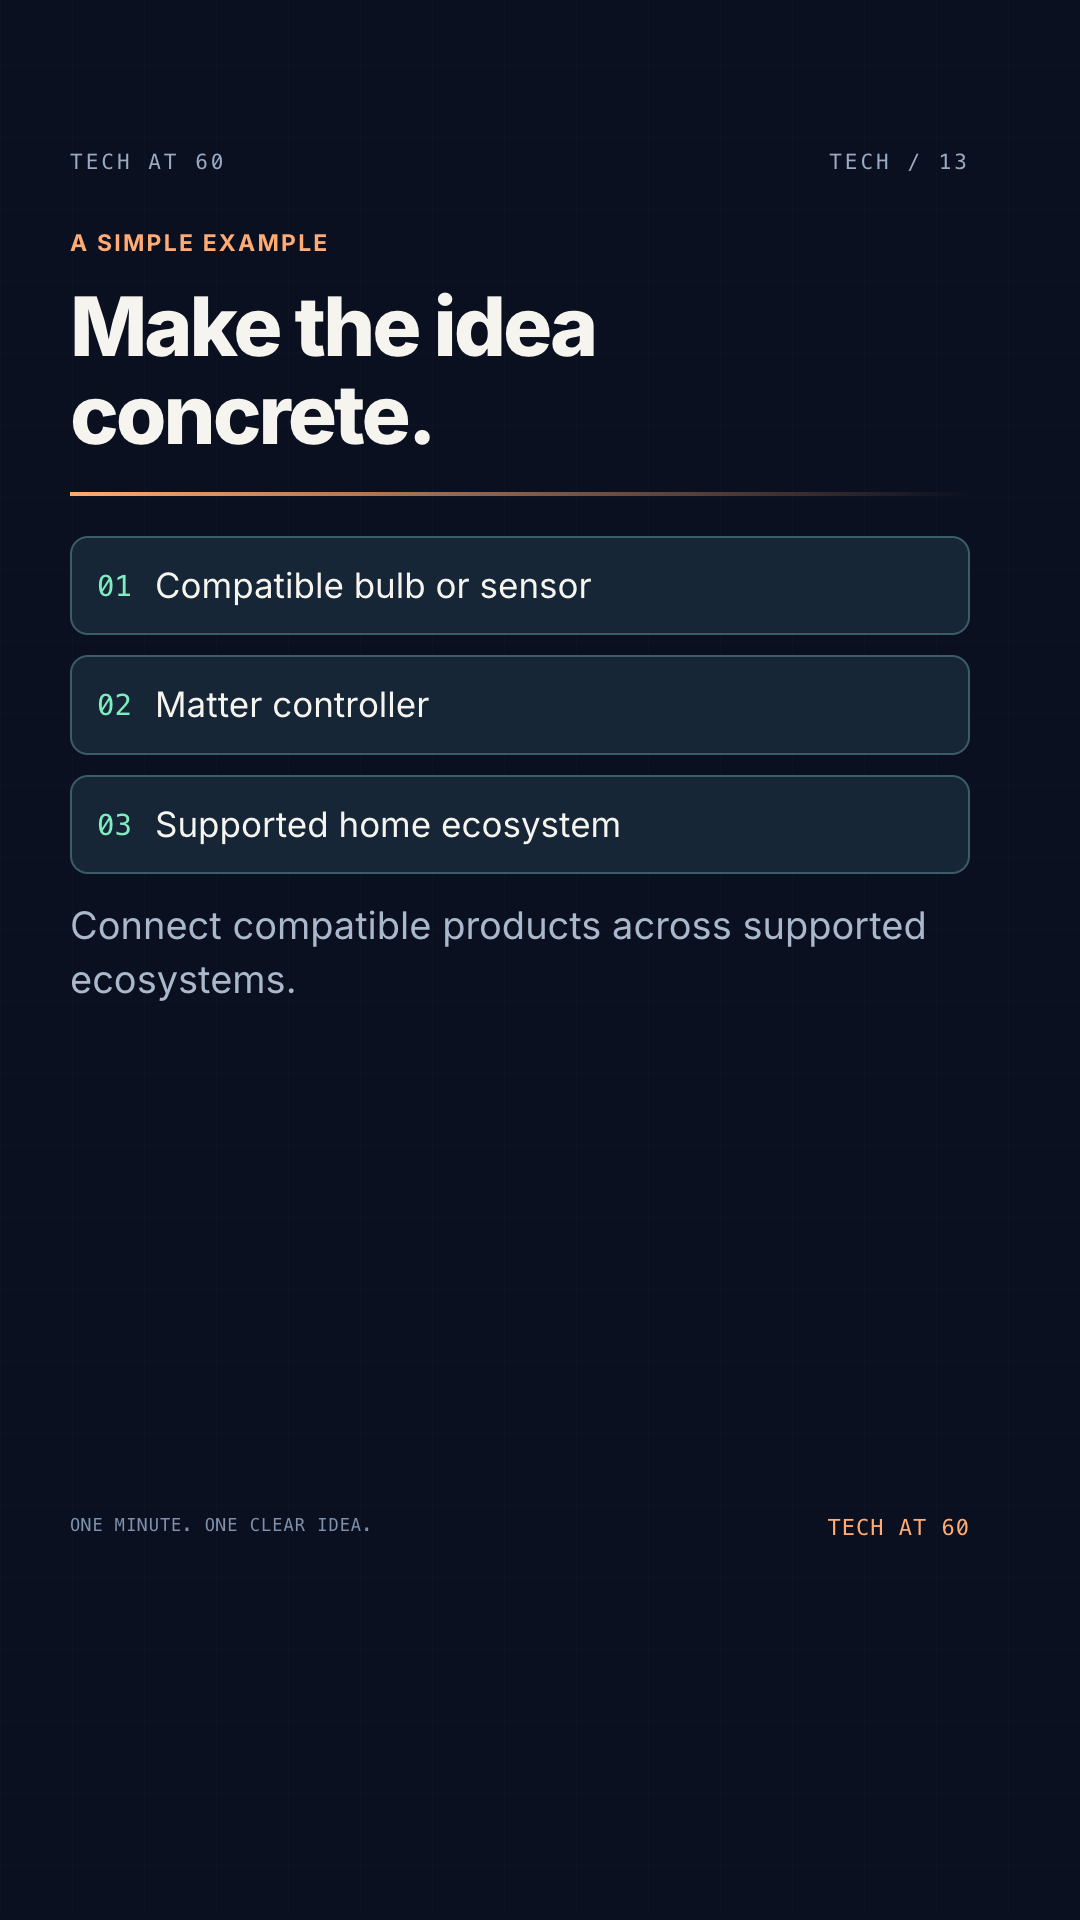 TECH AT 60
TECH / 13
A SIMPLE EXAMPLE
Make the idea
concrete.
01 Compatible bulb or sensor
02 Matter controller
03 Supported home ecosystem
Connect compatible products across supported
ecosystems.
ONE MINUTE. ONE CLEAR IDEA.
TECH AT 60